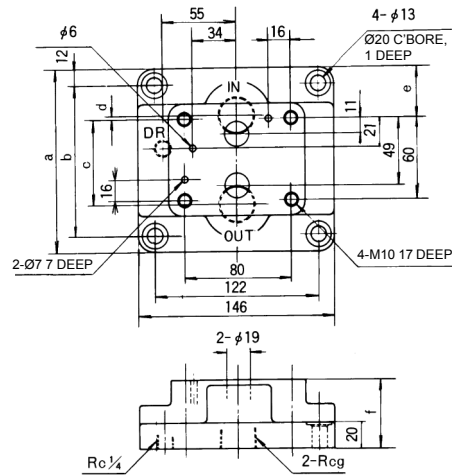 55
34
16
4-φ13
Ø20 C'BORE,
1 DEEP
φ6
12
IN
d
DR
a
b
c
e
11
21
49
60
16
OUT
2-Ø7 7 DEEP
4-M10 17 DEEP
80
122
146
2-φ19
f
20
Rc¼
2-Rcg